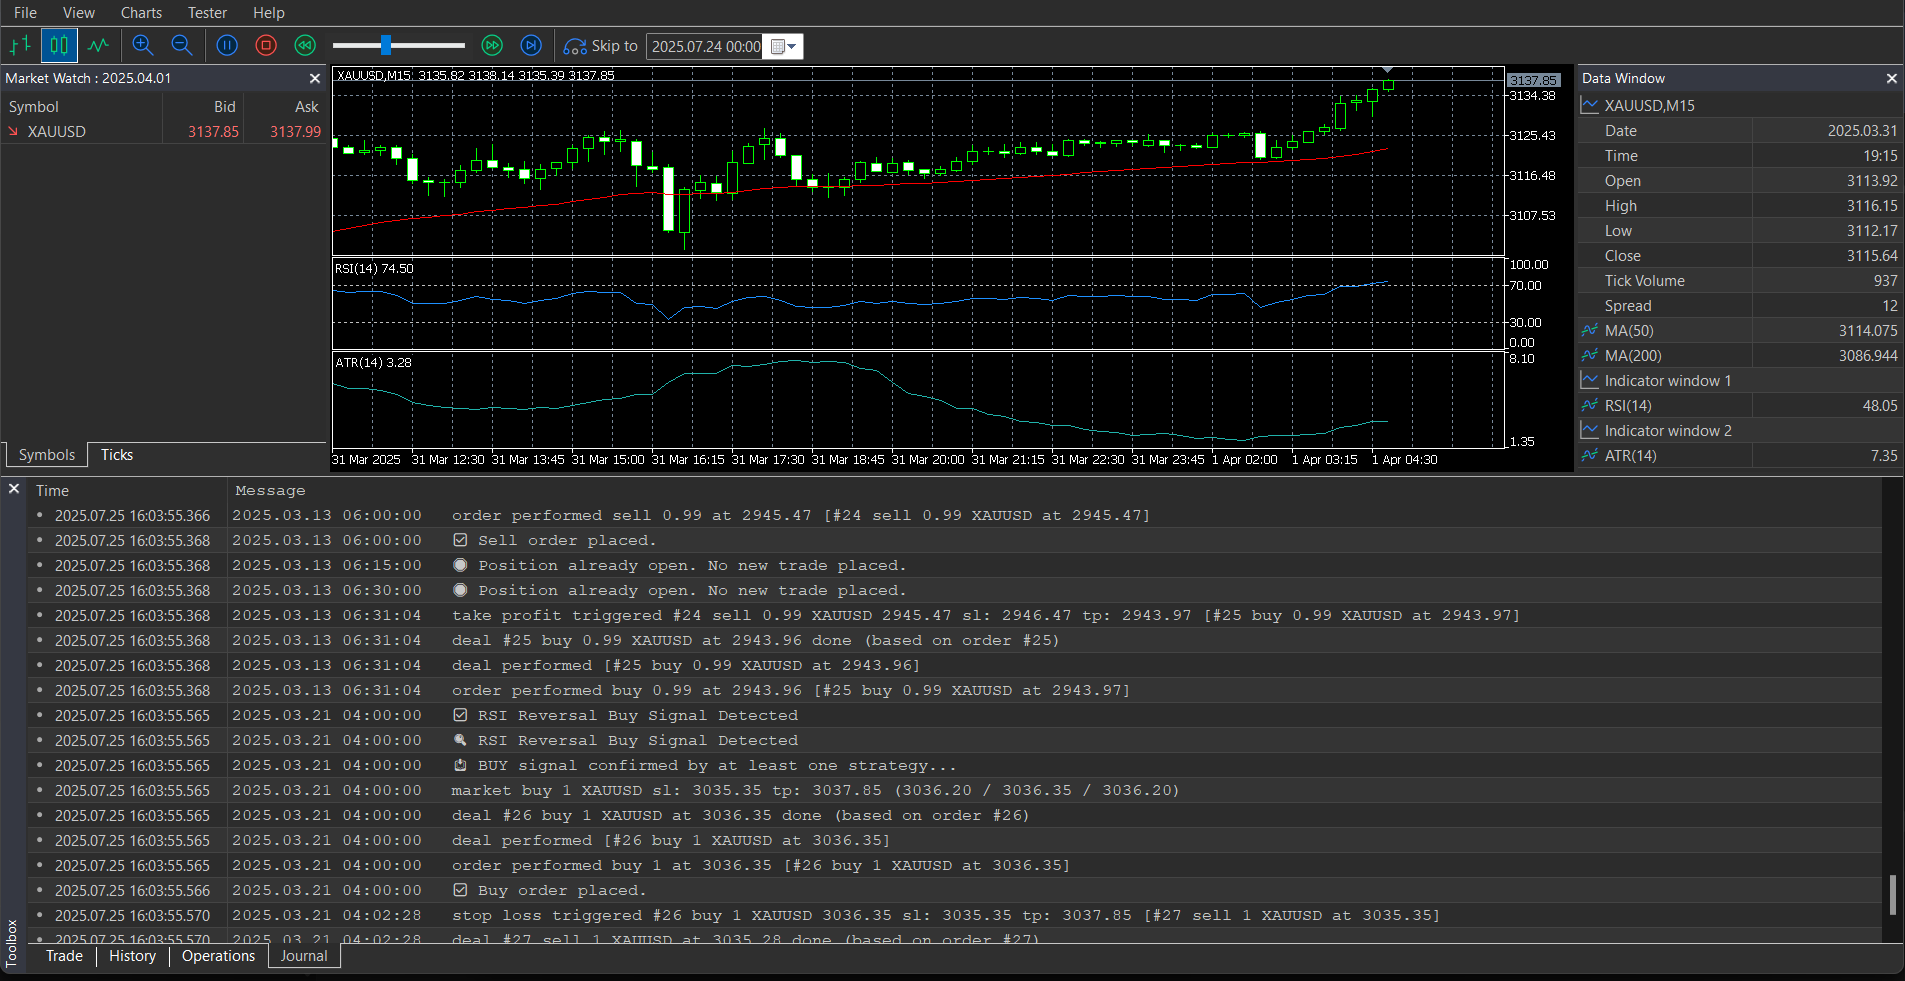 File View Charts Tester Help
Skip to 2025.07.24 00:00
Market Watch : 2025.04.01
Symbol Bid Ask
XAUUSD 3137.85 3137.99
Symbols Ticks
XAUUSD,M15 3135.82 3138.14 3135.39 3137.85
3137.85
3134.38
3125.43
3116.48
3107.53
RSI(14) 74.50
100.00
70.00
30.00
0.00
ATR(14) 3.28
8.10
1.35
31 Mar 2025 31 Mar 12:30 31 Mar 13:45 31 Mar 15:00 31 Mar 16:15 31 Mar 17:30 31 Mar 18:45 31 Mar 20:00 31 Mar 21:15 31 Mar 22:30 31 Mar 23:45 1 Apr 02:00 1 Apr 03:15 1 Apr 04:30
Data Window
XAUUSD,M15
Date 2025.03.31
Time 19:15
Open 3113.92
High 3116.15
Low 3112.17
Close 3115.64
Tick Volume 937
Spread 12
MA(50) 3114.075
MA(200) 3086.944
Indicator window 1
RSI(14) 48.05
Indicator window 2
ATR(14) 7.35
Time Message
2025.07.25 16:03:55.366 2025.03.13 06:00:00 order performed sell 0.99 at 2945.47 [#24 sell 0.99 XAUUSD at 2945.47]
2025.07.25 16:03:55.368 2025.03.13 06:00:00 ☑ Sell order placed.
2025.07.25 16:03:55.368 2025.03.13 06:15:00 Position already open. No new trade placed.
2025.07.25 16:03:55.368 2025.03.13 06:30:00 Position already open. No new trade placed.
2025.07.25 16:03:55.368 2025.03.13 06:31:04 take profit triggered #24 sell 0.99 XAUUSD 2945.47 sl: 2946.47 tp: 2943.97 [#25 buy 0.99 XAUUSD at 2943.97]
2025.07.25 16:03:55.368 2025.03.13 06:31:04 deal #25 buy 0.99 XAUUSD at 2943.96 done (based on order #25)
2025.07.25 16:03:55.368 2025.03.13 06:31:04 deal performed [#25 buy 0.99 XAUUSD at 2943.96]
2025.07.25 16:03:55.368 2025.03.13 06:31:04 order performed buy 0.99 at 2943.96 [#25 buy 0.99 XAUUSD at 2943.97]
2025.07.25 16:03:55.565 2025.03.21 04:00:00 ☑ RSI Reversal Buy Signal Detected
2025.07.25 16:03:55.565 2025.03.21 04:00:00 🔍 RSI Reversal Buy Signal Detected
2025.07.25 16:03:55.565 2025.03.21 04:00:00 📥 BUY signal confirmed by at least one strategy...
2025.07.25 16:03:55.565 2025.03.21 04:00:00 market buy 1 XAUUSD sl: 3035.35 tp: 3037.85 (3036.20 / 3036.35 / 3036.20)
2025.07.25 16:03:55.565 2025.03.21 04:00:00 deal #26 buy 1 XAUUSD at 3036.35 done (based on order #26)
2025.07.25 16:03:55.565 2025.03.21 04:00:00 deal performed [#26 buy 1 XAUUSD at 3036.35]
2025.07.25 16:03:55.565 2025.03.21 04:00:00 order performed buy 1 at 3036.35 [#26 buy 1 XAUUSD at 3036.35]
2025.07.25 16:03:55.566 2025.03.21 04:00:00 ☑ Buy order placed.
2025.07.25 16:03:55.570 2025.03.21 04:02:28 stop loss triggered #26 buy 1 XAUUSD 3036.35 sl: 3035.35 tp: 3037.85 [#27 sell 1 XAUUSD at 3035.35]
2025.07.25 16:03:55.570 2025.03.21 04:02:28 deal #27 sell 1 XAUUSD at 3035.28 done (based on order #27)
Toolbox
Trade History Operations Journal